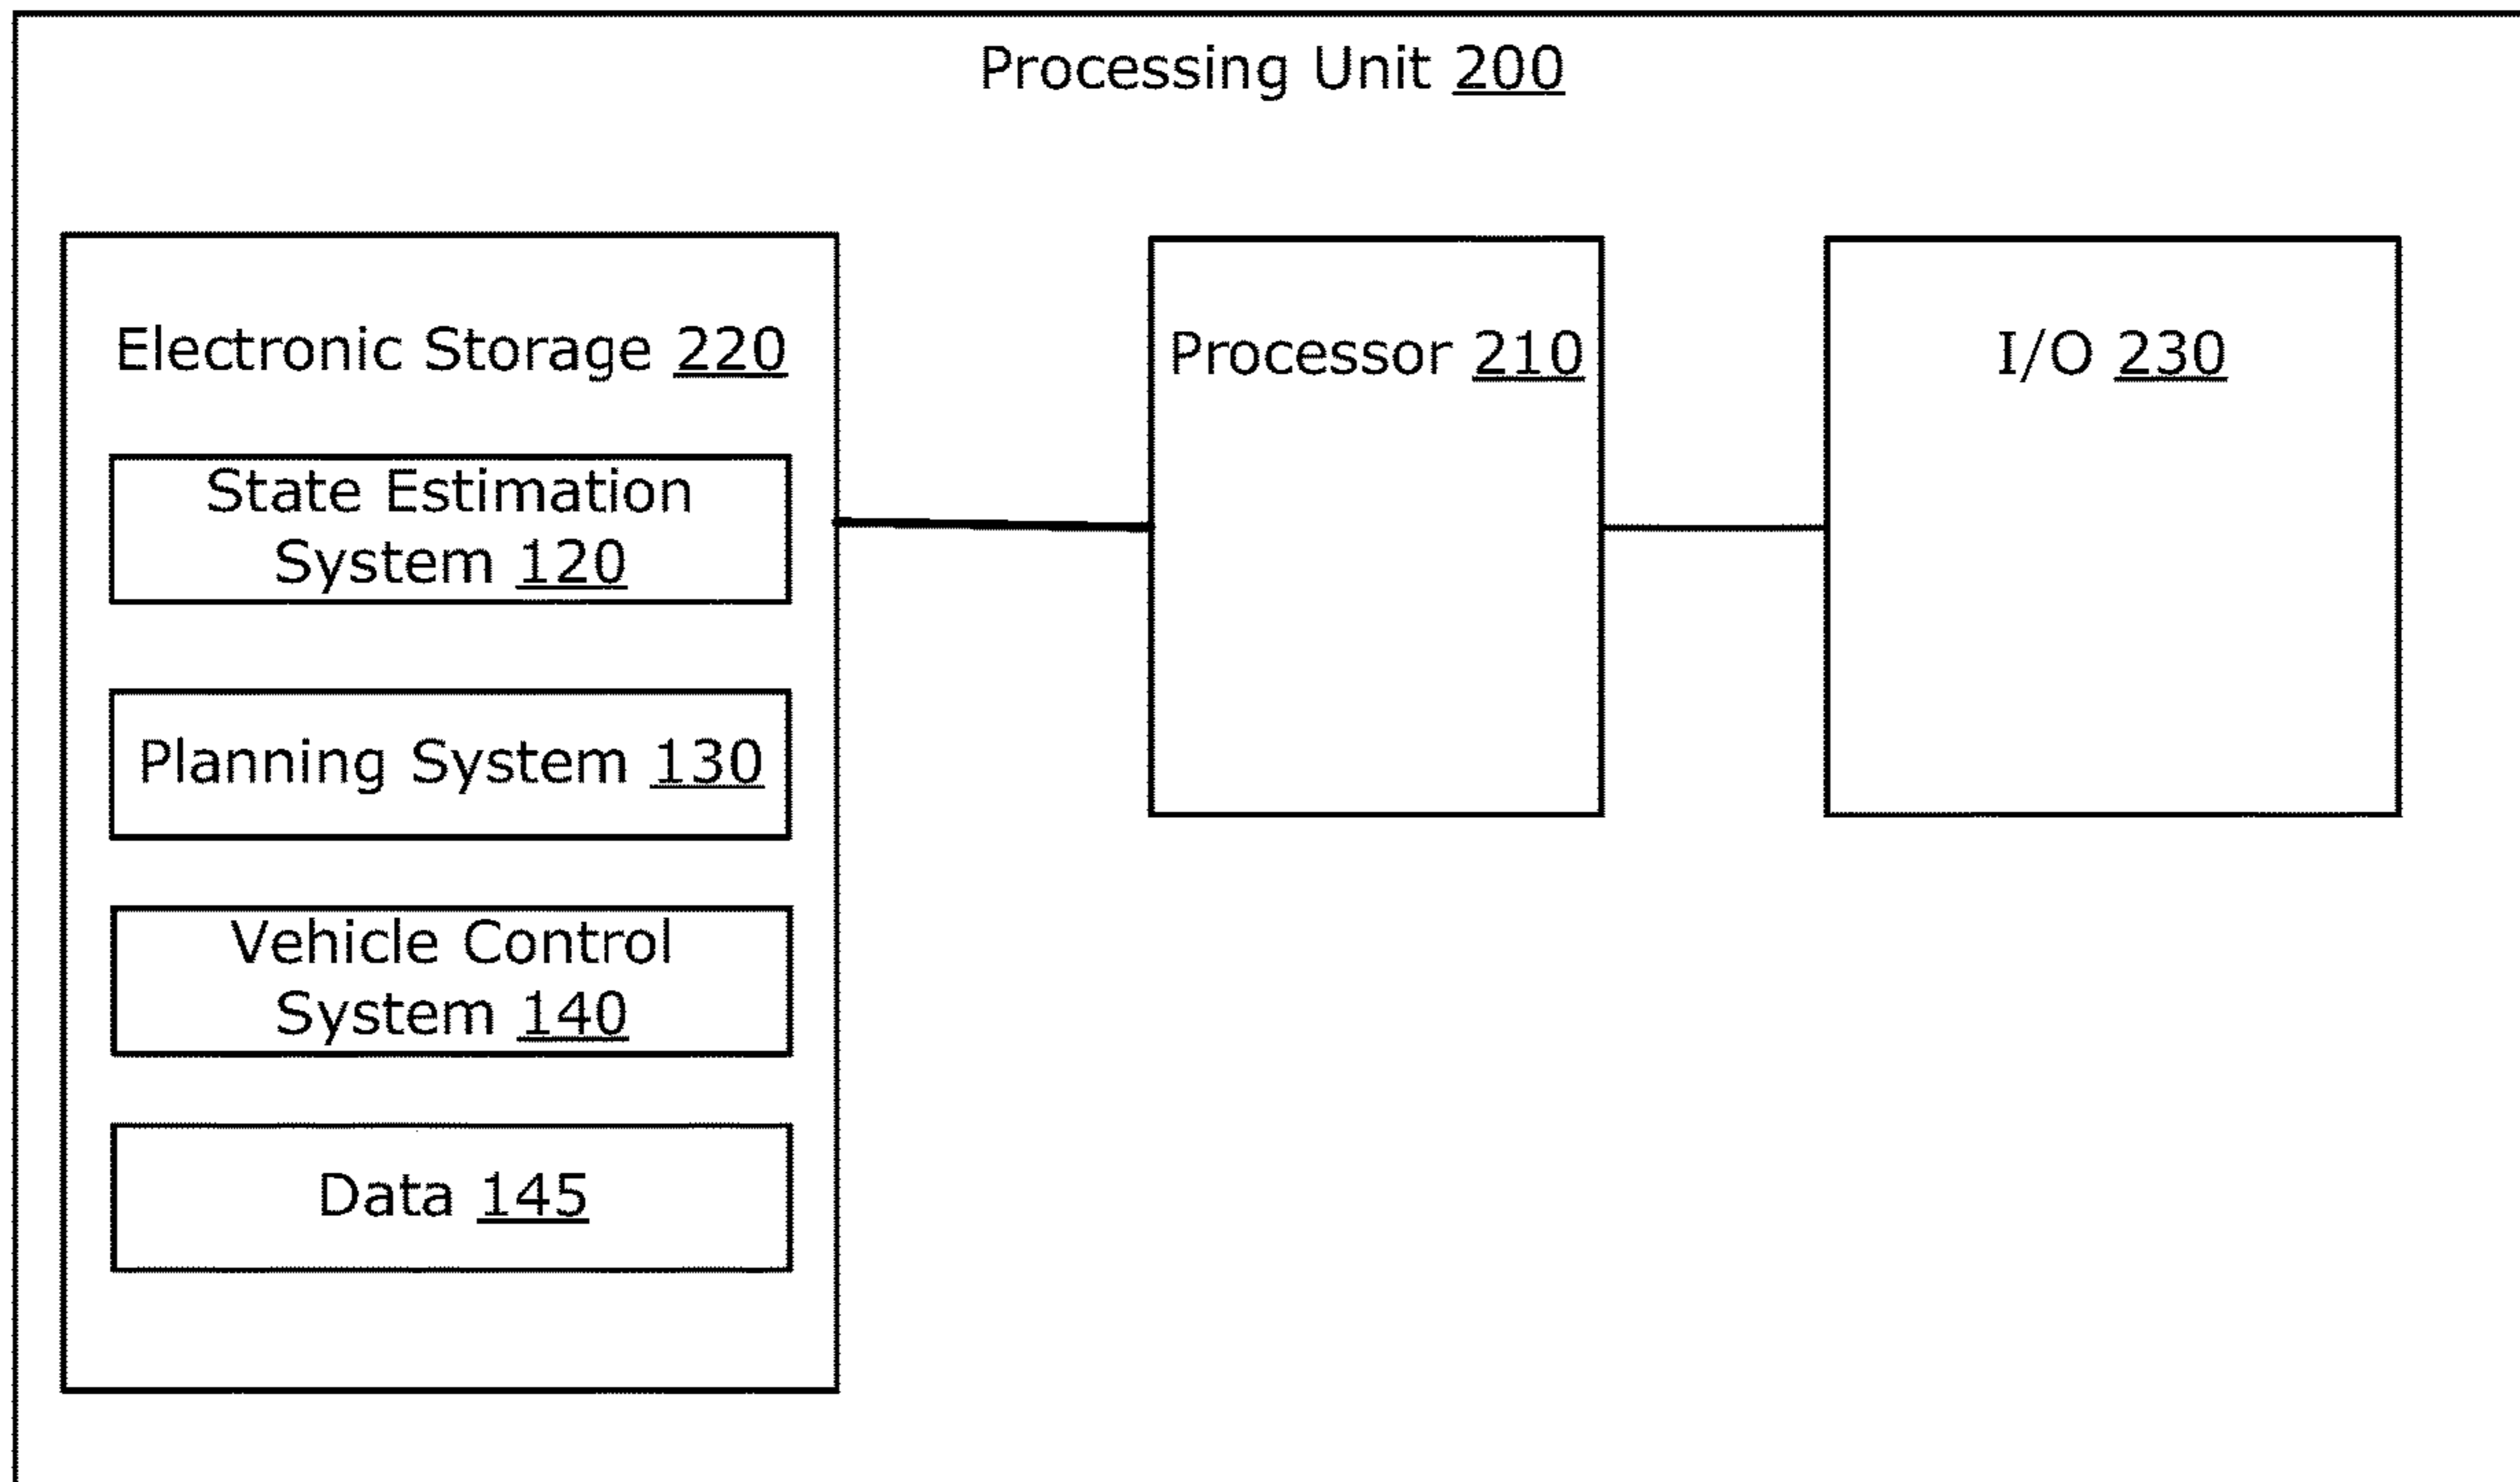 Processing Unit 200
Electronic Storage 220
State Estimation
System 120
Planning System 130
Vehicle Control
System 140
Data 145
Processor 210
I/O 230